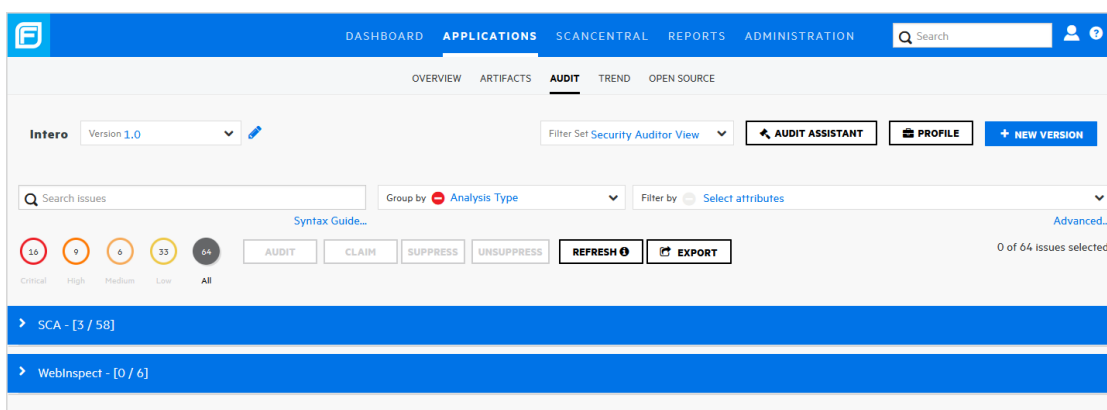 DASHBOARD APPLICATIONS SCANCENTRAL REPORTS ADMINISTRATION Search
OVERVIEW ARTIFACTS AUDIT TREND OPEN SOURCE
Intero Version 1.0 Filter Set Security Auditor View AUDIT ASSISTANT PROFILE + NEW VERSION
Search issues Group by Analysis Type Filter by Select attributes
Syntax Guide... Advanced...
16 9 6 33 64 AUDIT CLAIM SUPPRESS UNSUPPRESS REFRESH EXPORT 0 of 64 issues selected
Critical High Medium Low All
SCA - [3 / 58]
WebInspect - [0 / 6]